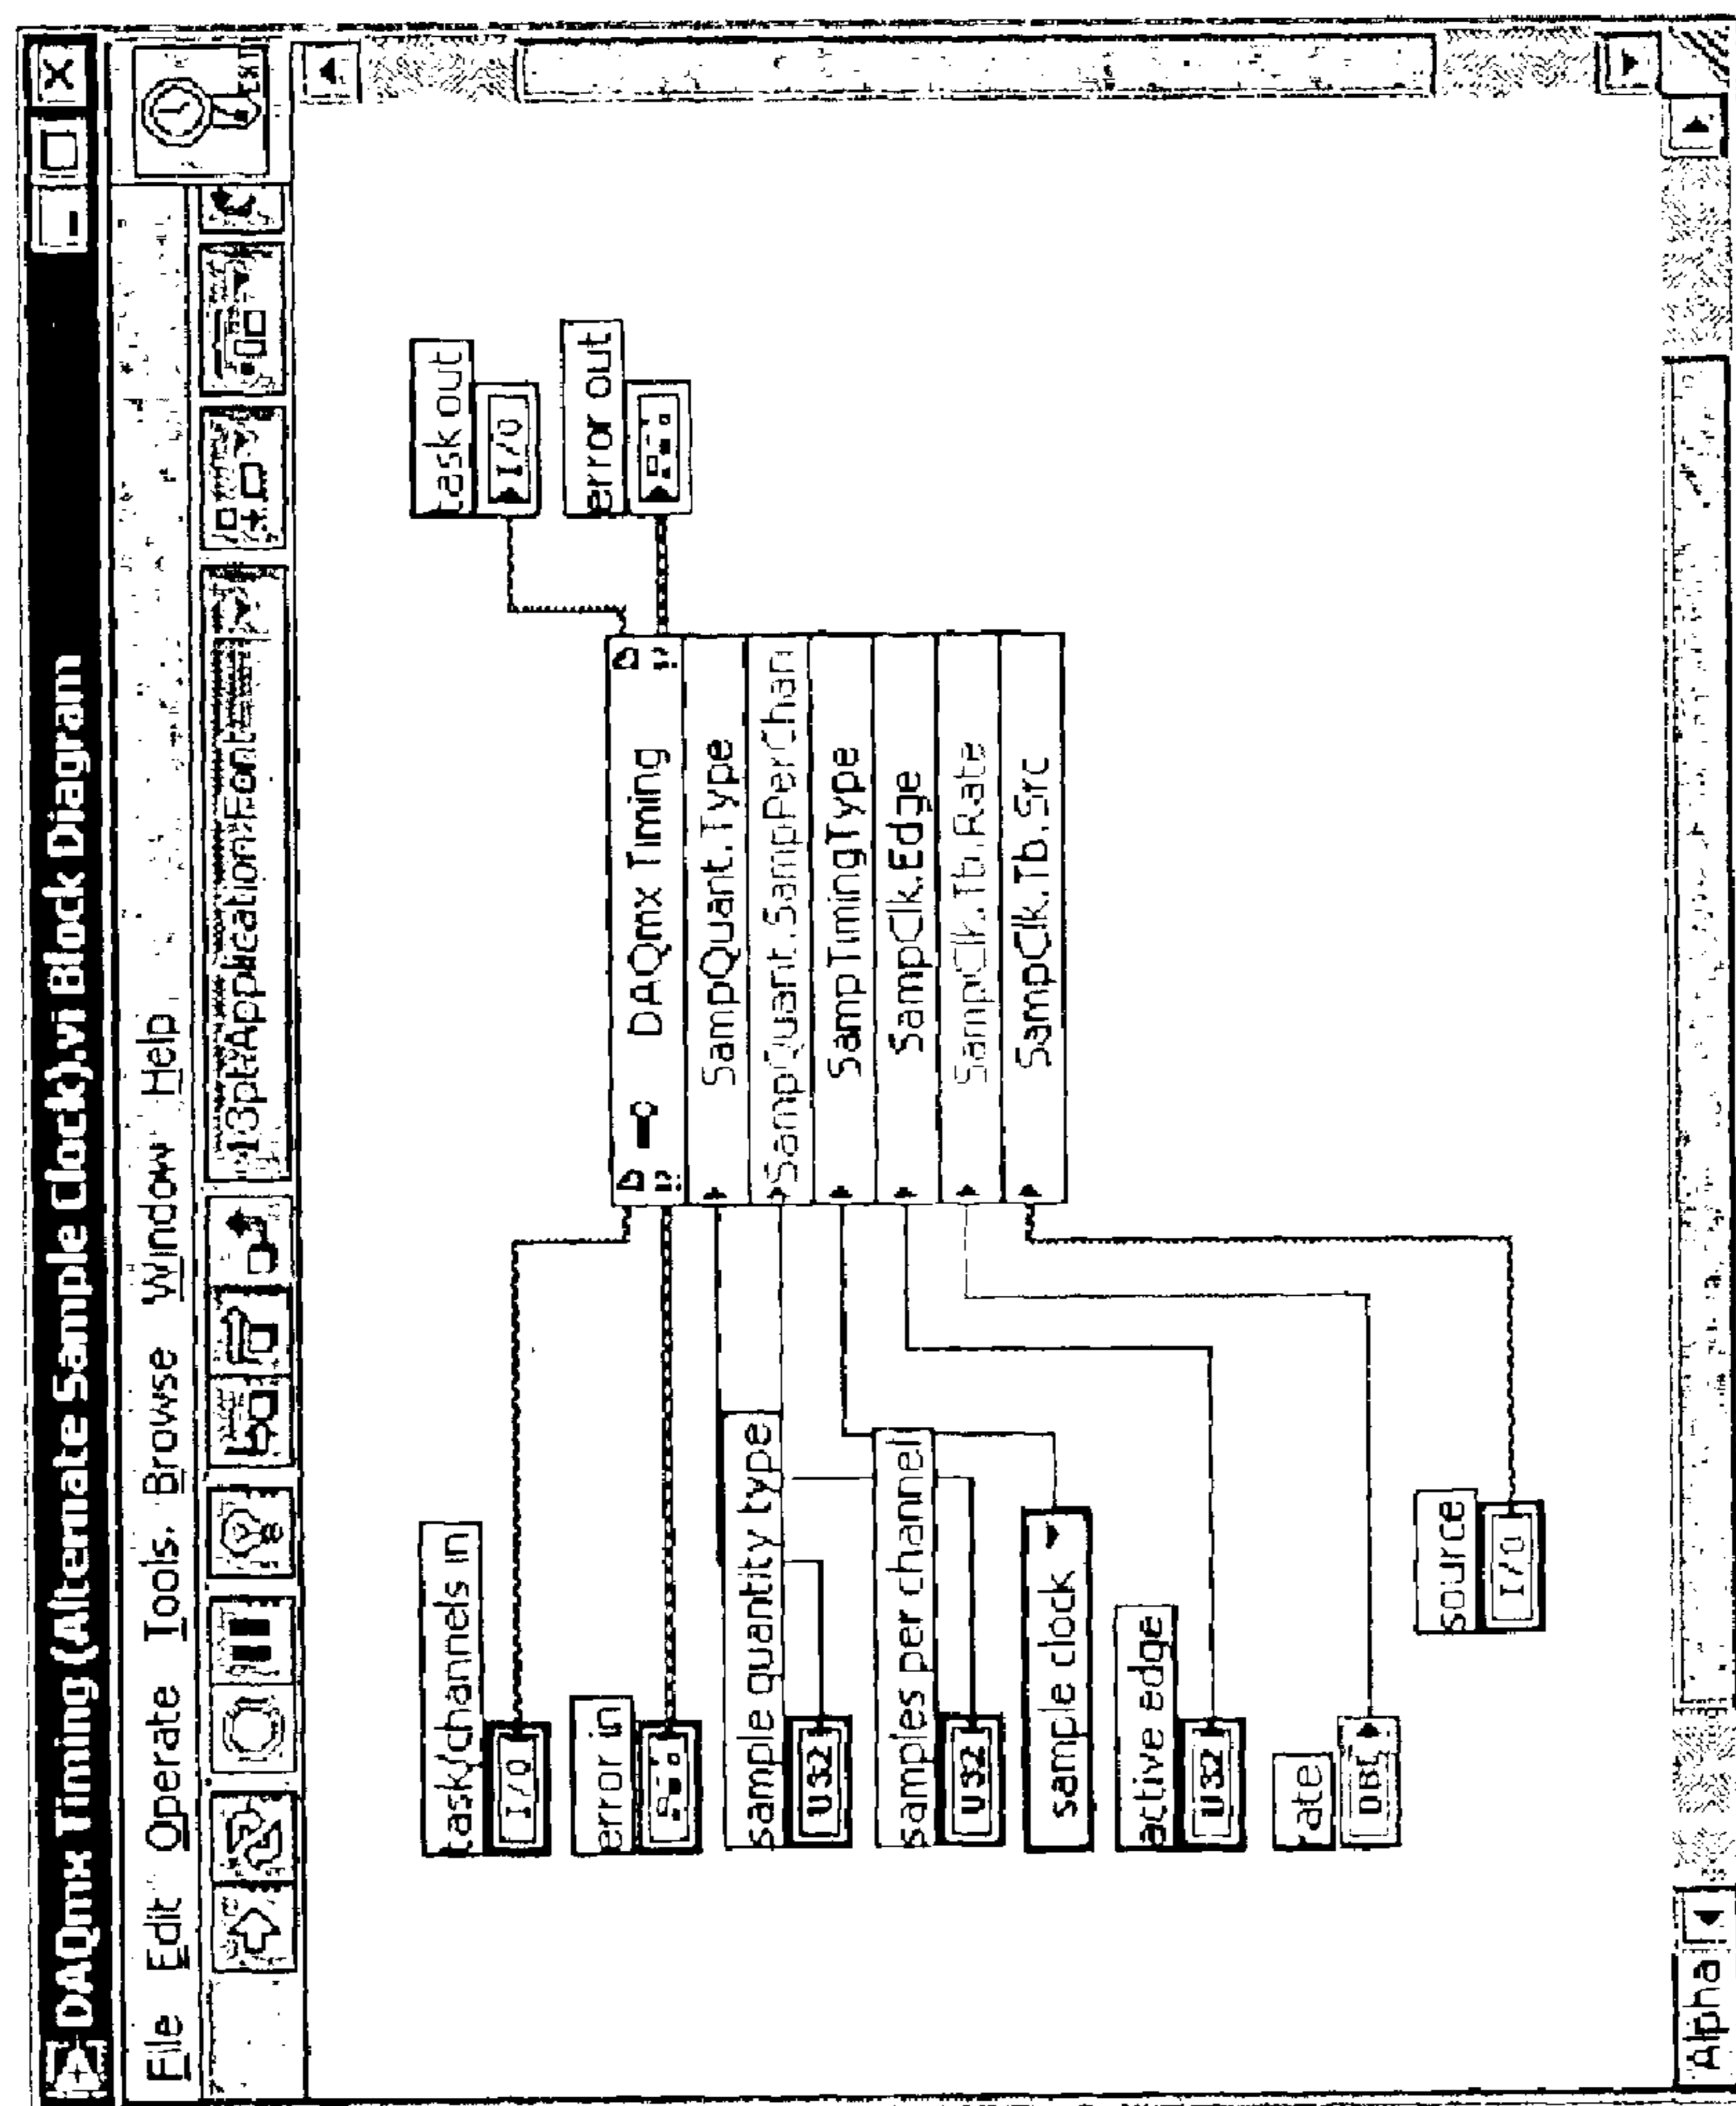 DAQmx Timing (Alternate Sample Clock).vi Block Diagram
File Edit Operate Tools Browse Window Help
13pt Application Font
EXIT
task/channels in
I/O
error in
sample quantity type
U32
samples per channel
U32
sample clock
active edge
U32
rate
DBL
source
I/O
DAQmx Timing
SampQuant.Type
SampQuant.SampPerChan
SampTimingType
SampClk.Edge
SampClk.Tb.Rate
SampClk.Tb.Src
task out
I/O
error out
Alpha